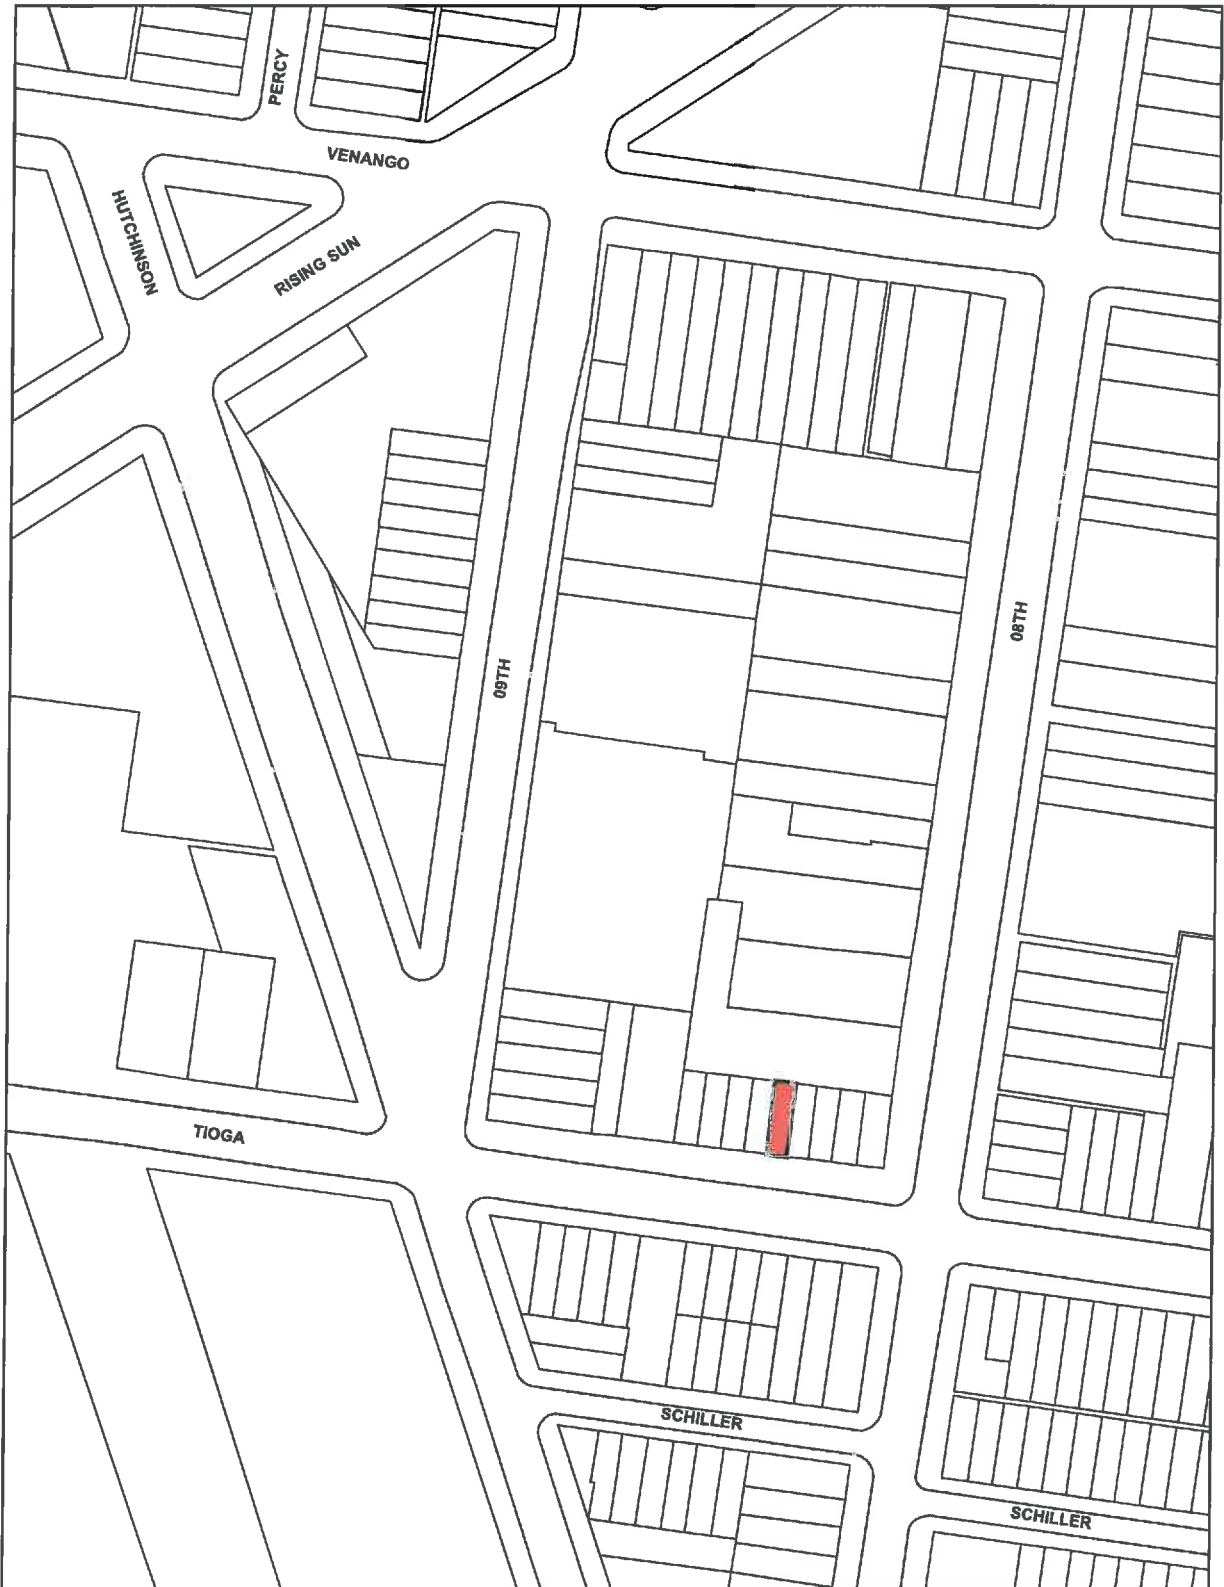 PERCY
VENANGO
HUTCHINSON
RISING SUN
08TH
09TH
TIOGA
SCHILLER
SCHILLER